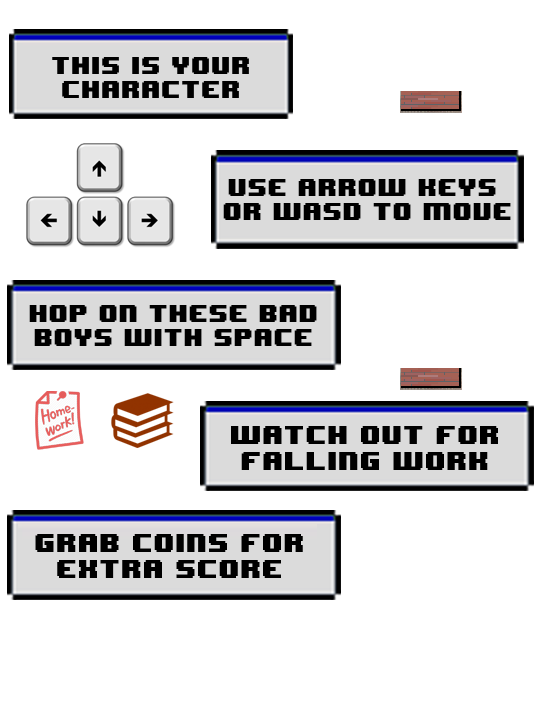 THIS IS YOUR
CHARACTER
USE ARROW KEYS
OR WASD TO MOVE
HOP ON THESE BAD
BOYS WITH SPACE
Home-
work!
WATCH OUT FOR
FALLING WORK
GRAB COINS FOR
EXTRA SCORE